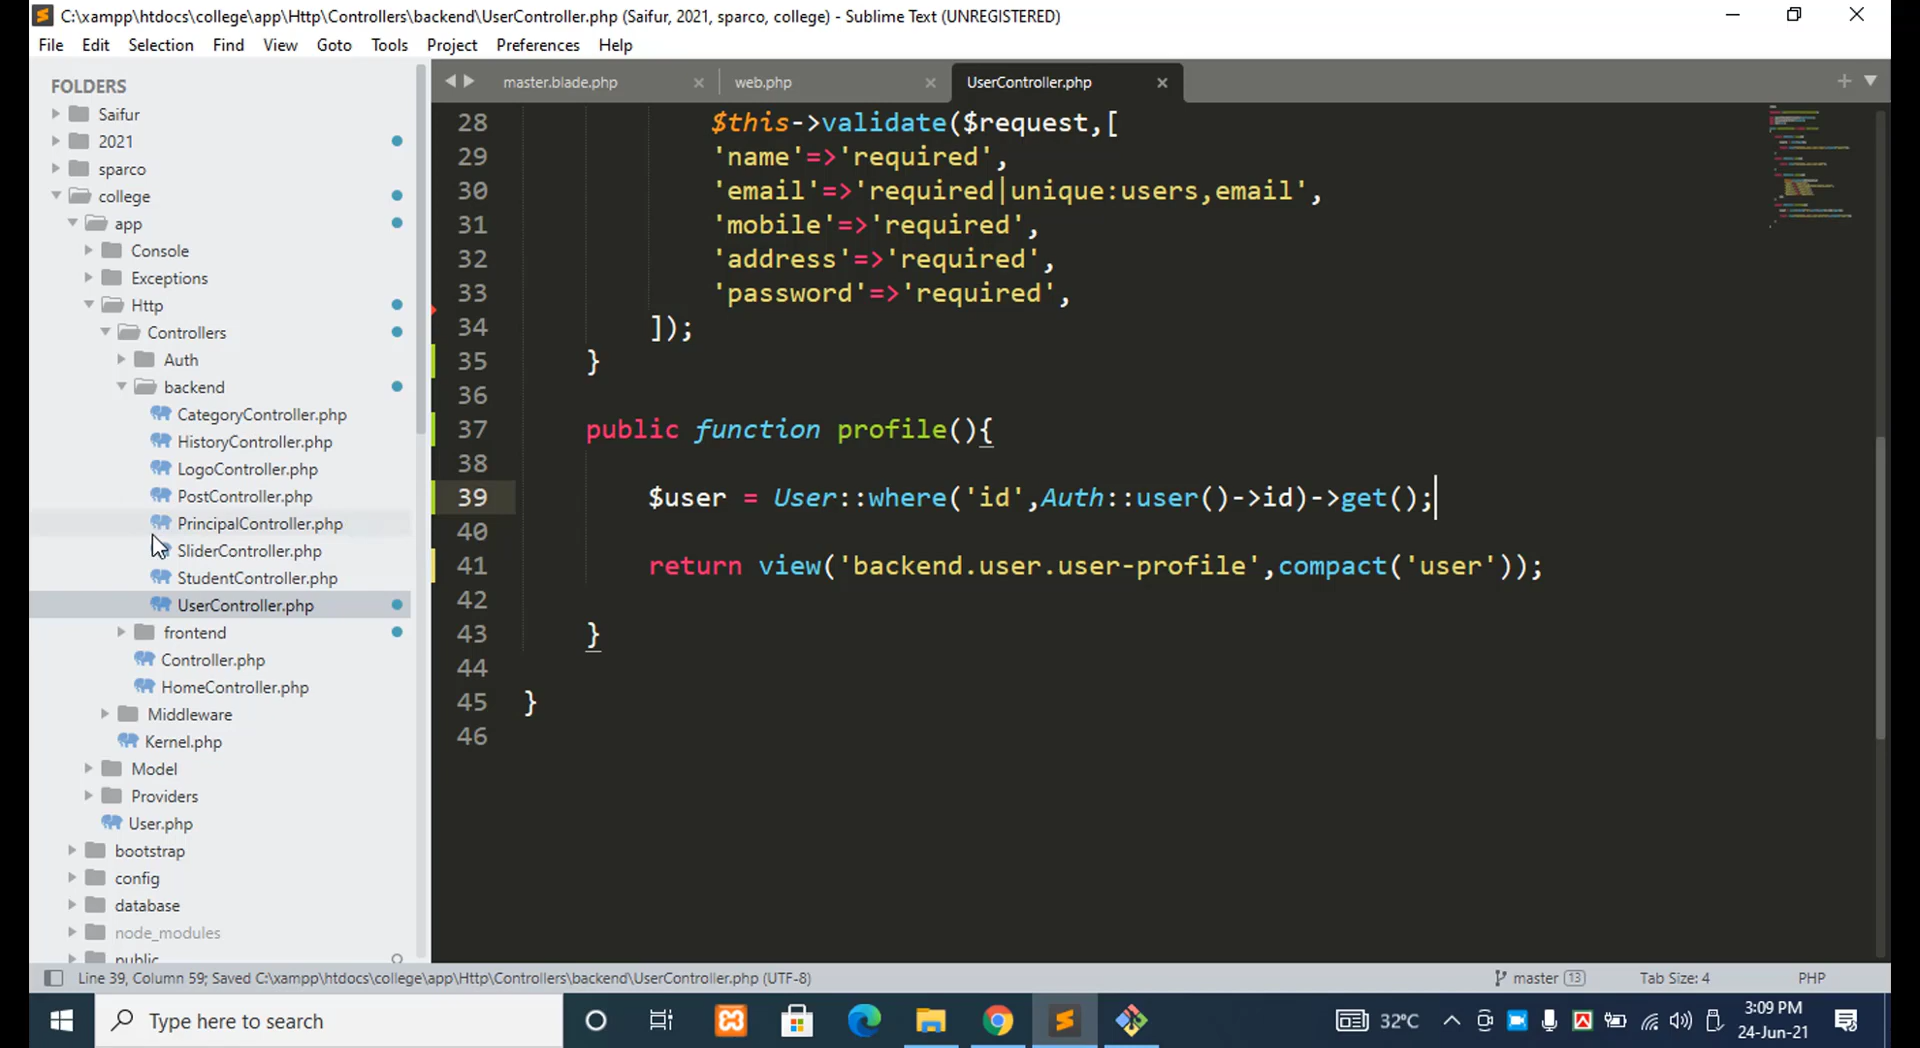 C:\xampp\htdocs\college\app\Http\Controllers\backend\UserController.php (Saifur, 2021, sparco, college) - Sublime Text (UNREGISTERED)
File Edit Selection Find View Goto Tools Project Preferences Help
FOLDERS
Saifur
2021
sparco
college
app
Console
Exceptions
Http
Controllers
Auth
backend
CategoryController.php
HistoryController.php
LogoController.php
PostController.php
PrincipalController.php
SliderController.php
StudentController.php
UserController.php
frontend
Controller.php
HomeController.php
Middleware
Kernel.php
Model
Providers
User.php
bootstrap
config
database
node_modules
public
master.blade.php web.php UserController.php
28 $this->validate($request,[
29 'name'=>'required',
30 'email'=>'required|unique:users,email',
31 'mobile'=>'required',
32 'address'=>'required',
33 'password'=>'required',
34 ]);
35 }
36
37 public function profile(){
38
39 $user = User::where('id',Auth::user()->id)->get();
40
41 return view('backend.user.user-profile',compact('user'));
42
43 }
44
45 }
46
Line 39, Column 59; Saved C:\xampp\htdocs\college\app\Http\Controllers\backend\UserController.php (UTF-8) master 13 Tab Size: 4 PHP
Type here to search
32°C
3:09 PM
24-Jun-21